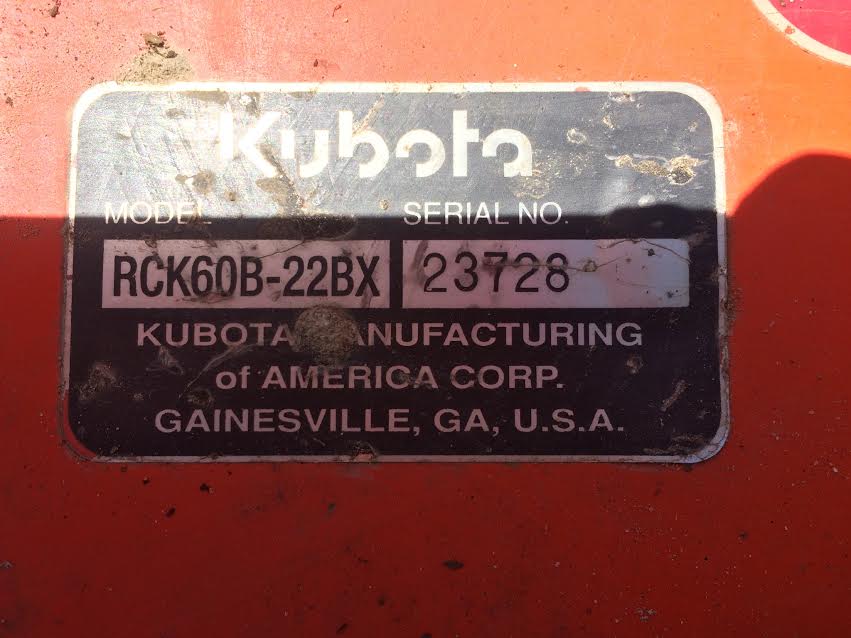 Kubota
MODEL SERIAL NO.
RCK60B-22BX 23728
KUBOTA MANUFACTURING
of AMERICA CORP.
GAINESVILLE, GA, U.S.A.